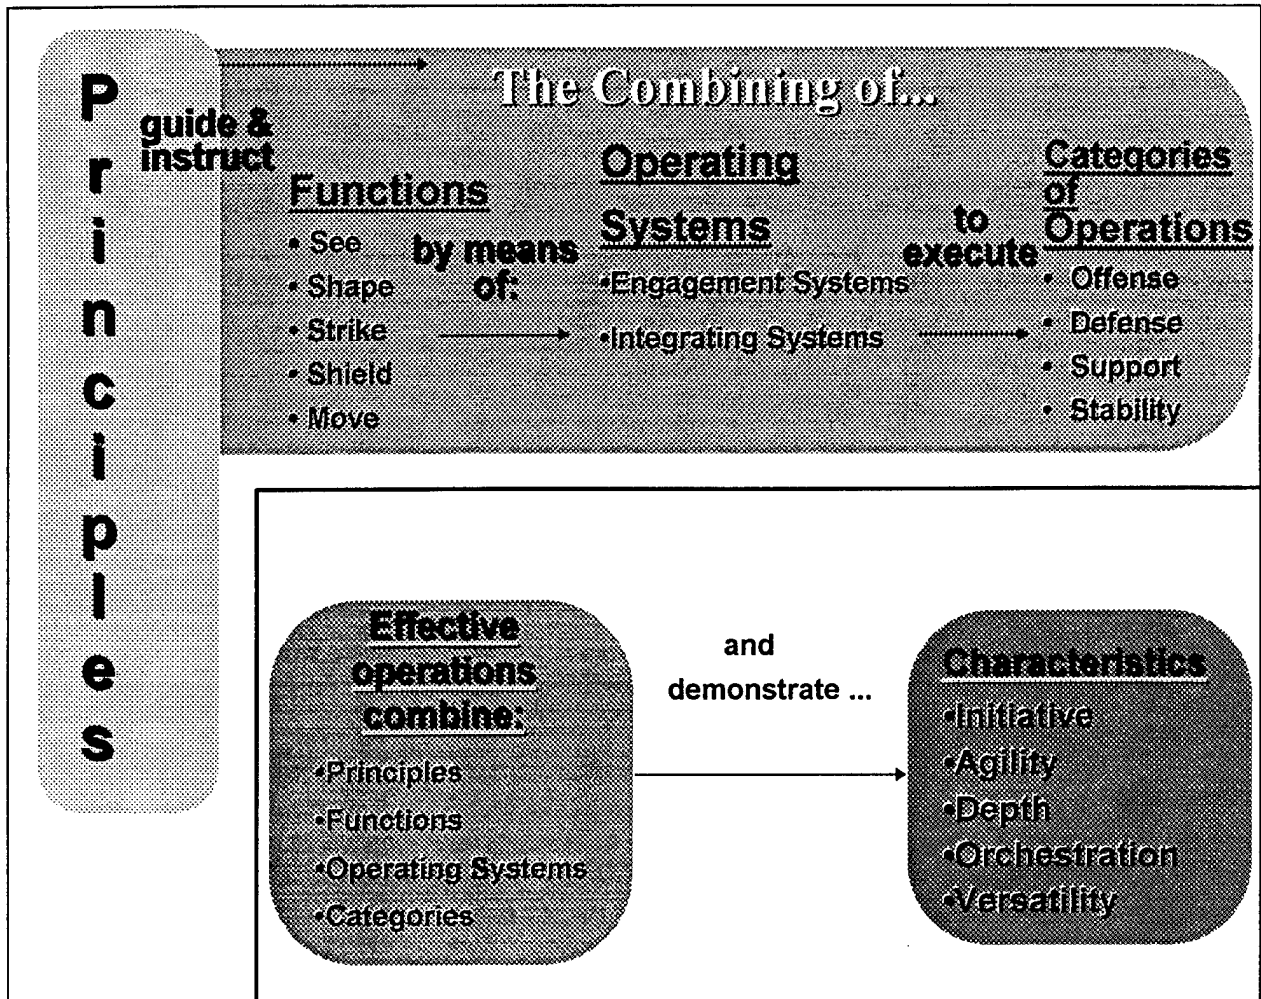 Principles
guide &
instruct
The Combining of...
Functions
• See
• Shape
• Strike
• Shield
• Move
by means
of:
Operating
Systems
•Engagement Systems
•Integrating Systems
to
execute
Categories
of
Operations
• Offense
• Defense
• Support
• Stability
Effective
operations
combine:
•Principles
•Functions
•Operating Systems
•Categories
and
demonstrate ...
Characteristics
•Initiative
•Agility
•Depth
•Orchestration
•Versatility